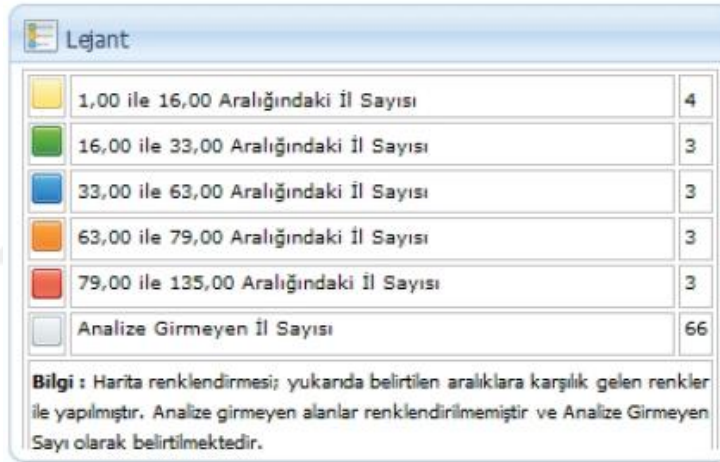 Lejant
1,00 ile 16,00 Aralığındaki İl Sayısı 4
16,00 ile 33,00 Aralığındaki İl Sayısı 3
33,00 ile 63,00 Aralığındaki İl Sayısı 3
63,00 ile 79,00 Aralığındaki İl Sayısı 3
79,00 ile 135,00 Aralığındaki İl Sayısı 3
Analize Girmeyen İl Sayısı 66
Bilgi : Harita renklendirmesi; yukarıda belirtilen aralıklara karşılık gelen renkler
ile yapılmıştır. Analize girmeyen alanlar renklendirilmemiştir ve Analize Girmeyen
Sayı olarak belirtilmektedir.